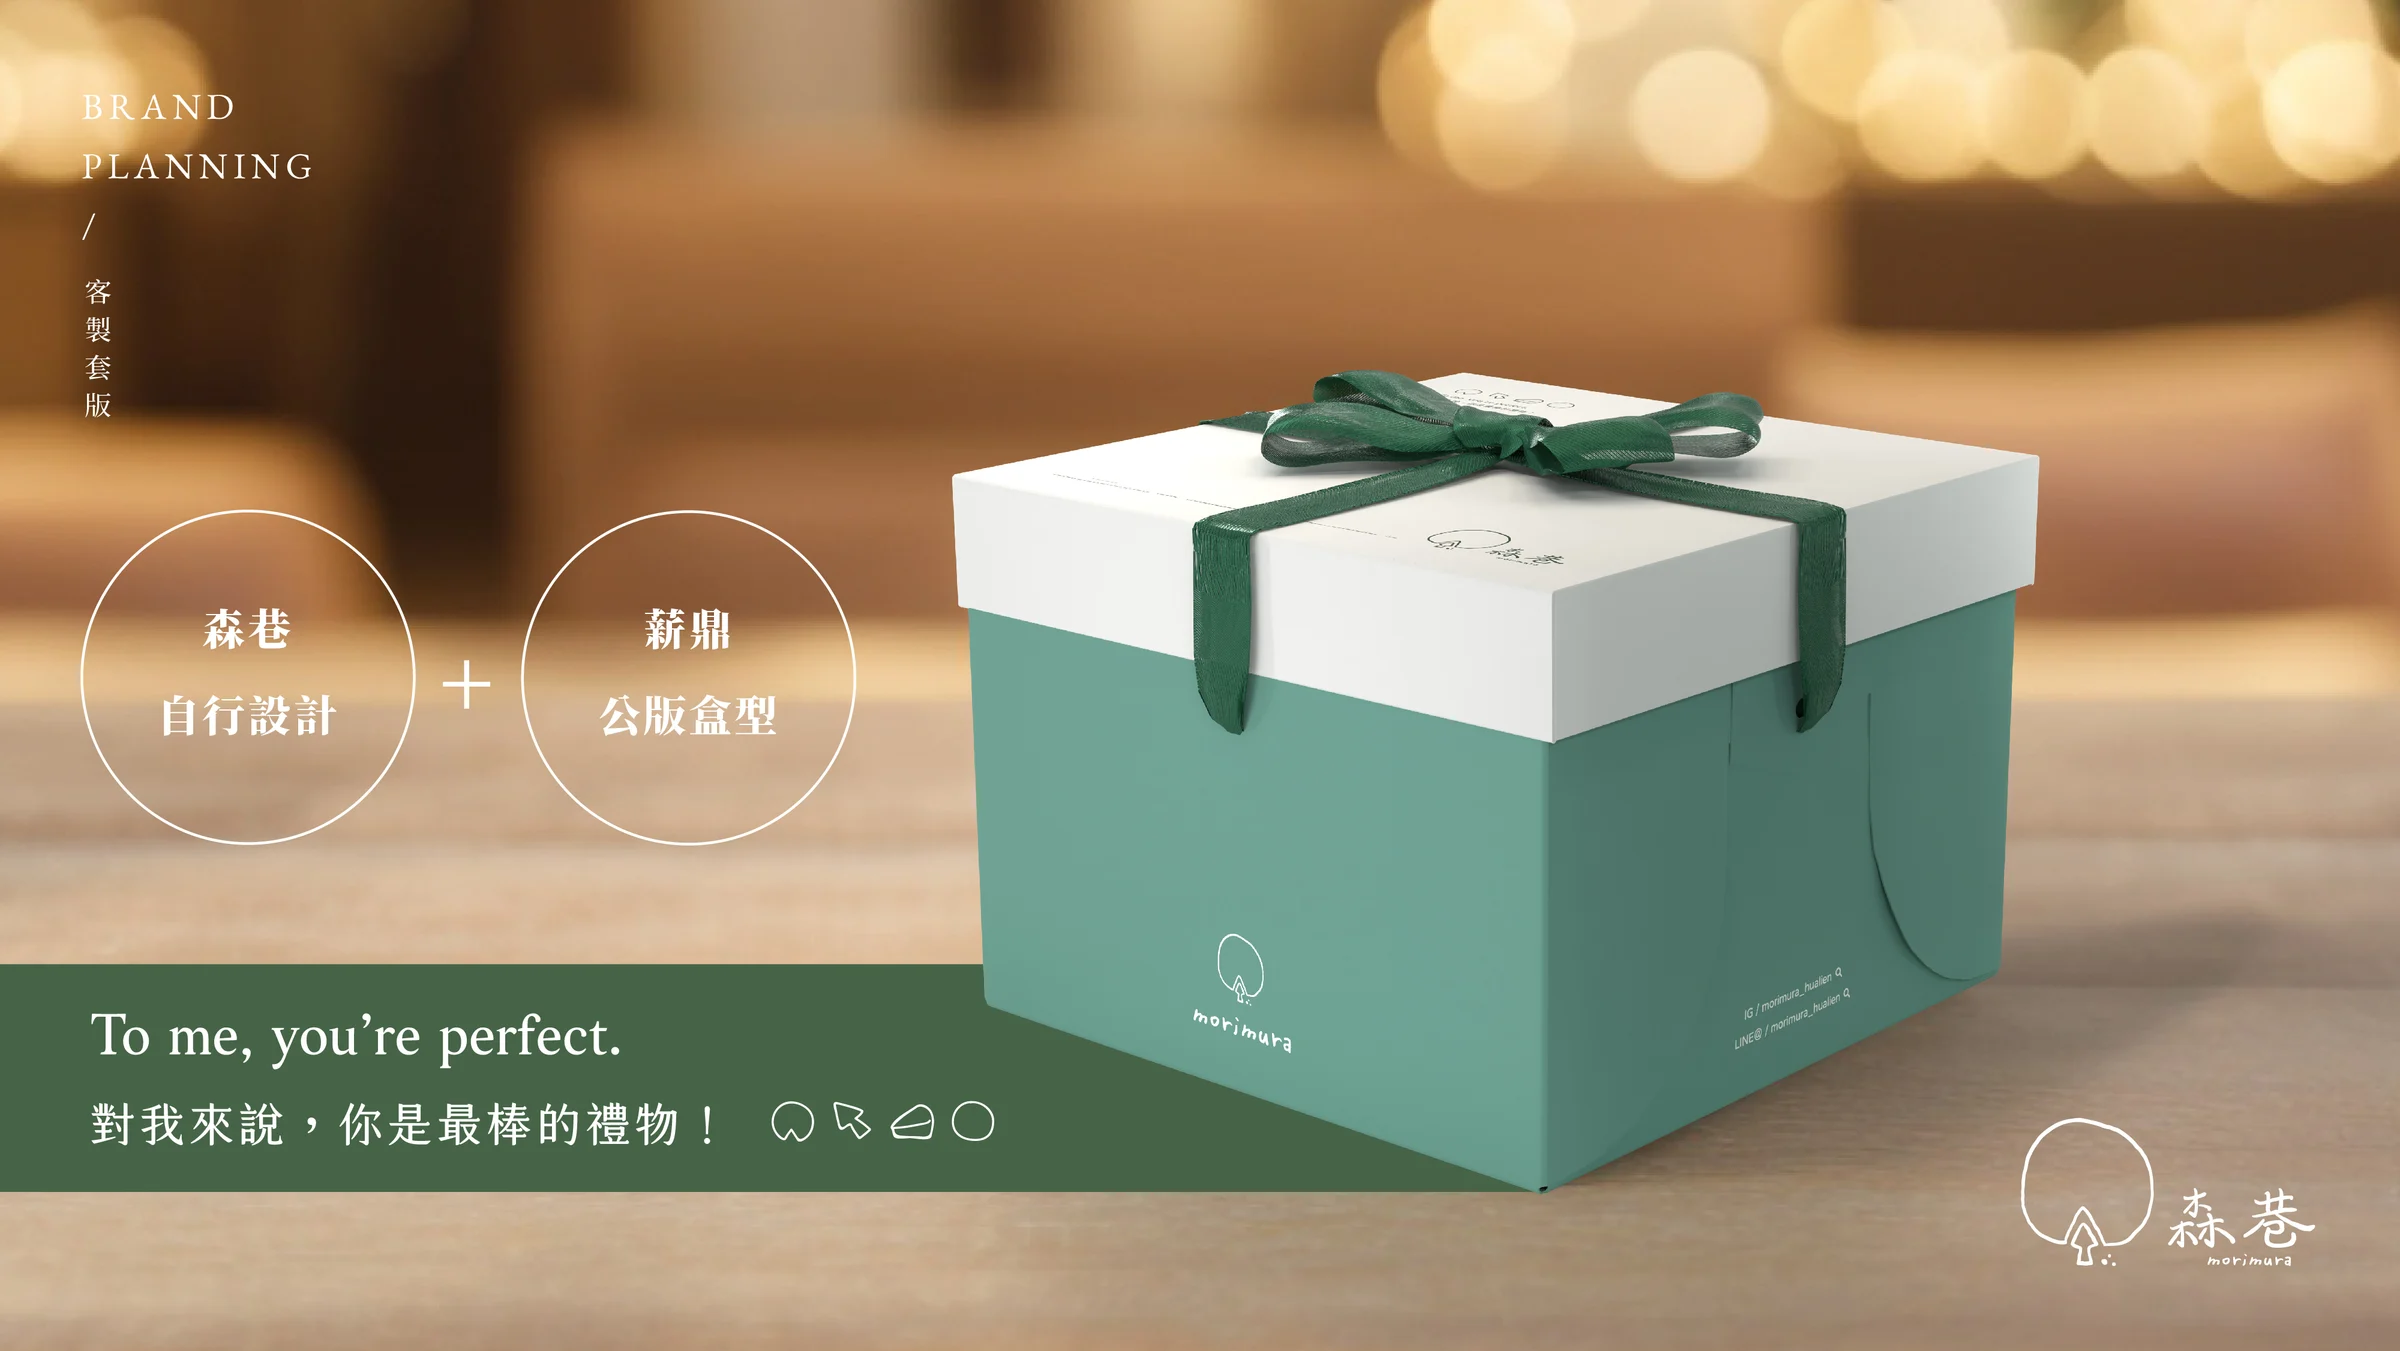 BRAND
PLANNING
/
客製套版
森巷
自行設計
+
薪鼎
公版盒型
To me, you're perfect.
對我來說，你是最棒的禮物！
森巷
morimura
IG / morimura_hualien
LINE@ / morimura_hualien
森巷
morimura